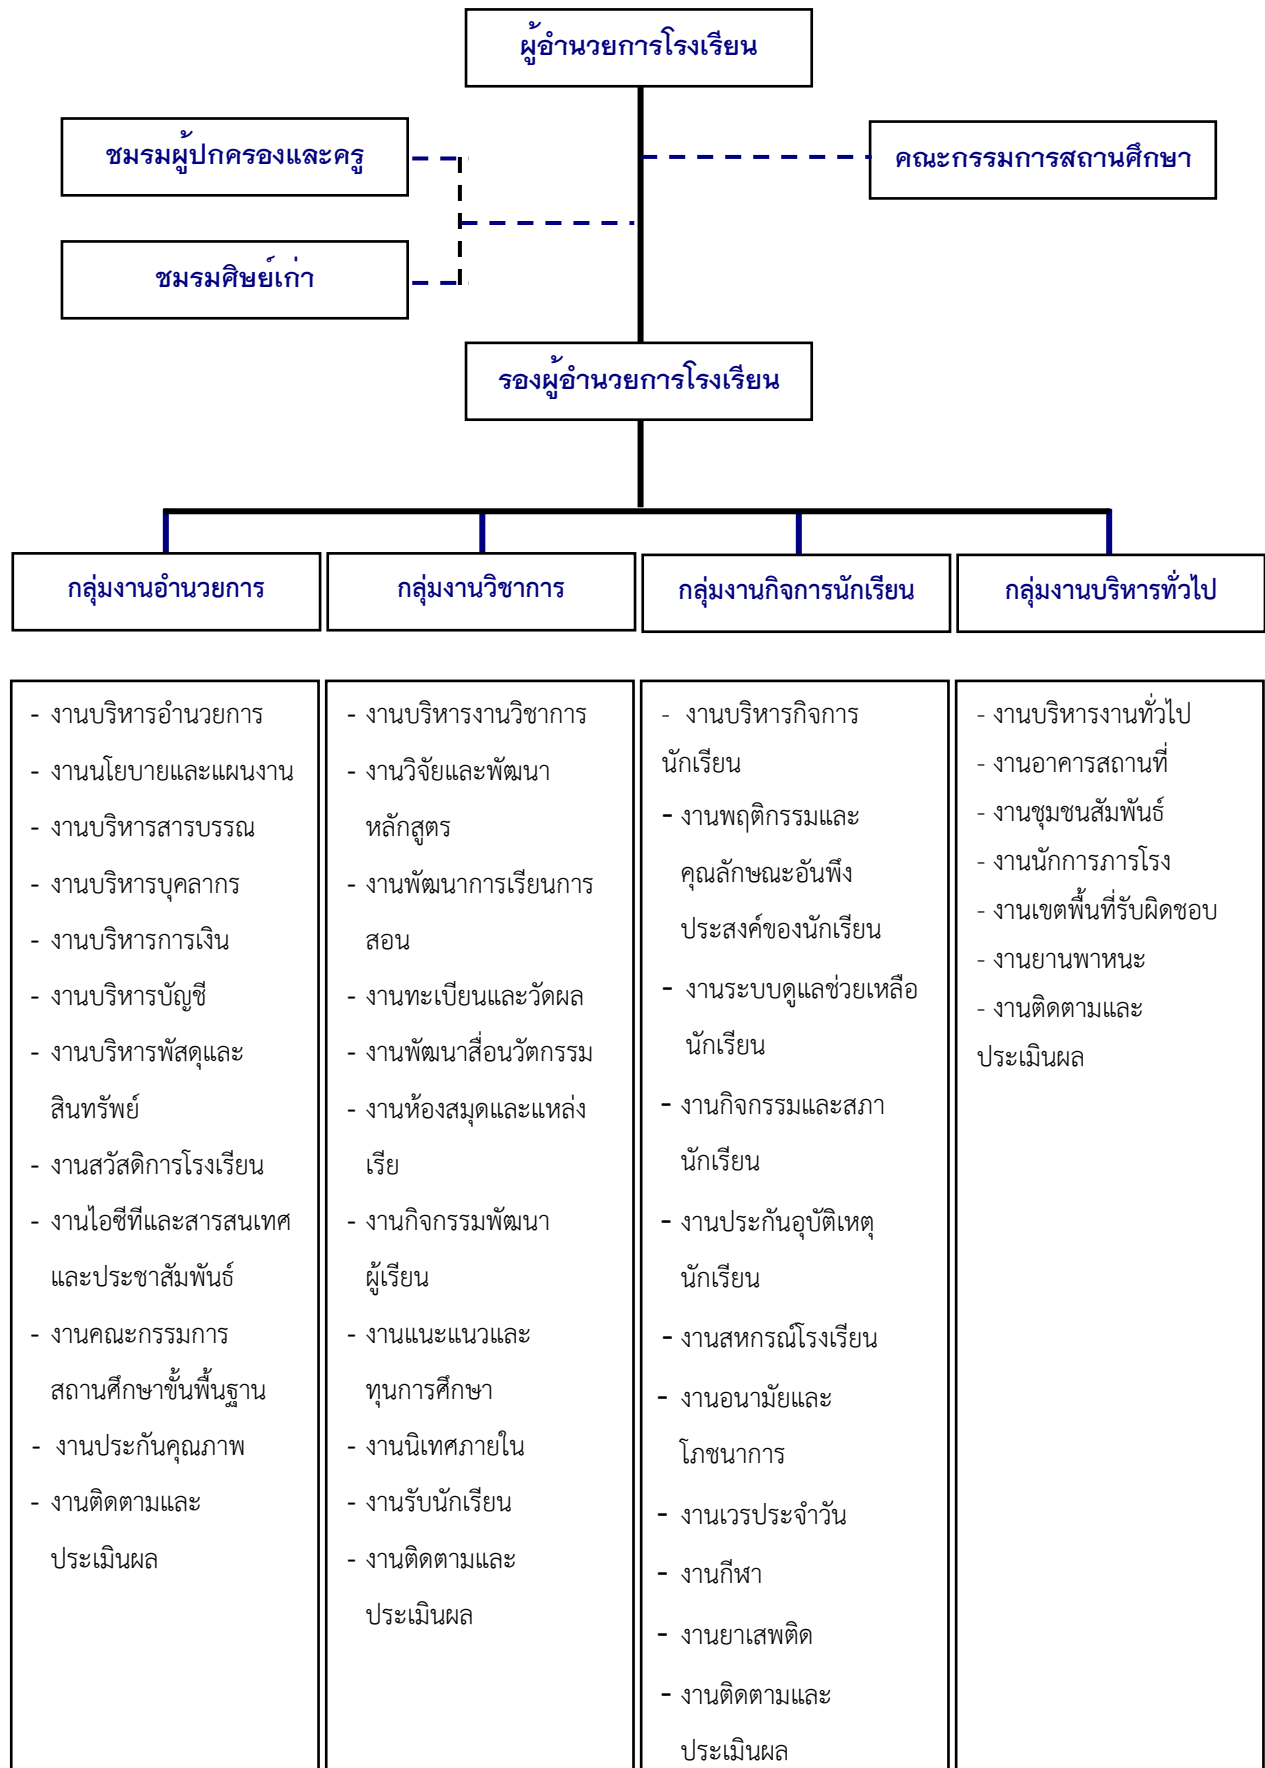 ผู้อำนวยการโรงเรียน
ชมรมผู้ปกครองและครู
คณะกรรมการสถานศึกษา
ชมรมศิษย์เก่า
รองผู้อำนวยการโรงเรียน
กลุ่มงานอำนวยการ
กลุ่มงานวิชาการ
กลุ่มงานกิจการนักเรียน
กลุ่มงานบริหารทั่วไป
- งานบริหารอำนวยการ
- งานนโยบายและแผนงาน
- งานบริหารสารบรรณ
- งานบริหารบุคลากร
- งานบริหารการเงิน
- งานบริหารบัญชี
- งานบริหารพัสดุและ
สินทรัพย์
- งานสวัสดิการโรงเรียน
- งานไอซีทีและสารสนเทศ
และประชาสัมพันธ์
- งานคณะกรรมการ
สถานศึกษาขั้นพื้นฐาน
- งานประกันคุณภาพ
- งานติดตามและ
ประเมินผล
- งานบริหารงานวิชาการ
- งานวิจัยและพัฒนา
หลักสูตร
- งานพัฒนาการเรียนการ
สอน
- งานทะเบียนและวัดผล
- งานพัฒนาสื่อนวัตกรรม
- งานห้องสมุดและแหล่ง
เรีย
- งานกิจกรรมพัฒนา
ผู้เรียน
- งานแนะแนวและ
ทุนการศึกษา
- งานนิเทศภายใน
- งานรับนักเรียน
- งานติดตามและ
ประเมินผล
- งานบริหารกิจการ
นักเรียน
- งานพฤติกรรมและ
คุณลักษณะอันพึง
ประสงค์ของนักเรียน
- งานระบบดูแลช่วยเหลือ
นักเรียน
- งานกิจกรรมและสภา
นักเรียน
- งานประกันอุบัติเหตุ
นักเรียน
- งานสหกรณ์โรงเรียน
- งานอนามัยและ
โภชนาการ
- งานเวรประจำวัน
- งานกีฬา
- งานยาเสพติด
- งานติดตามและ
ประเมินผล
- งานบริหารงานทั่วไป
- งานอาคารสถานที่
- งานชุมชนสัมพันธ์
- งานนักการภารโรง
- งานเขตพื้นที่รับผิดชอบ
- งานยานพาหนะ
- งานติดตามและ
ประเมินผล